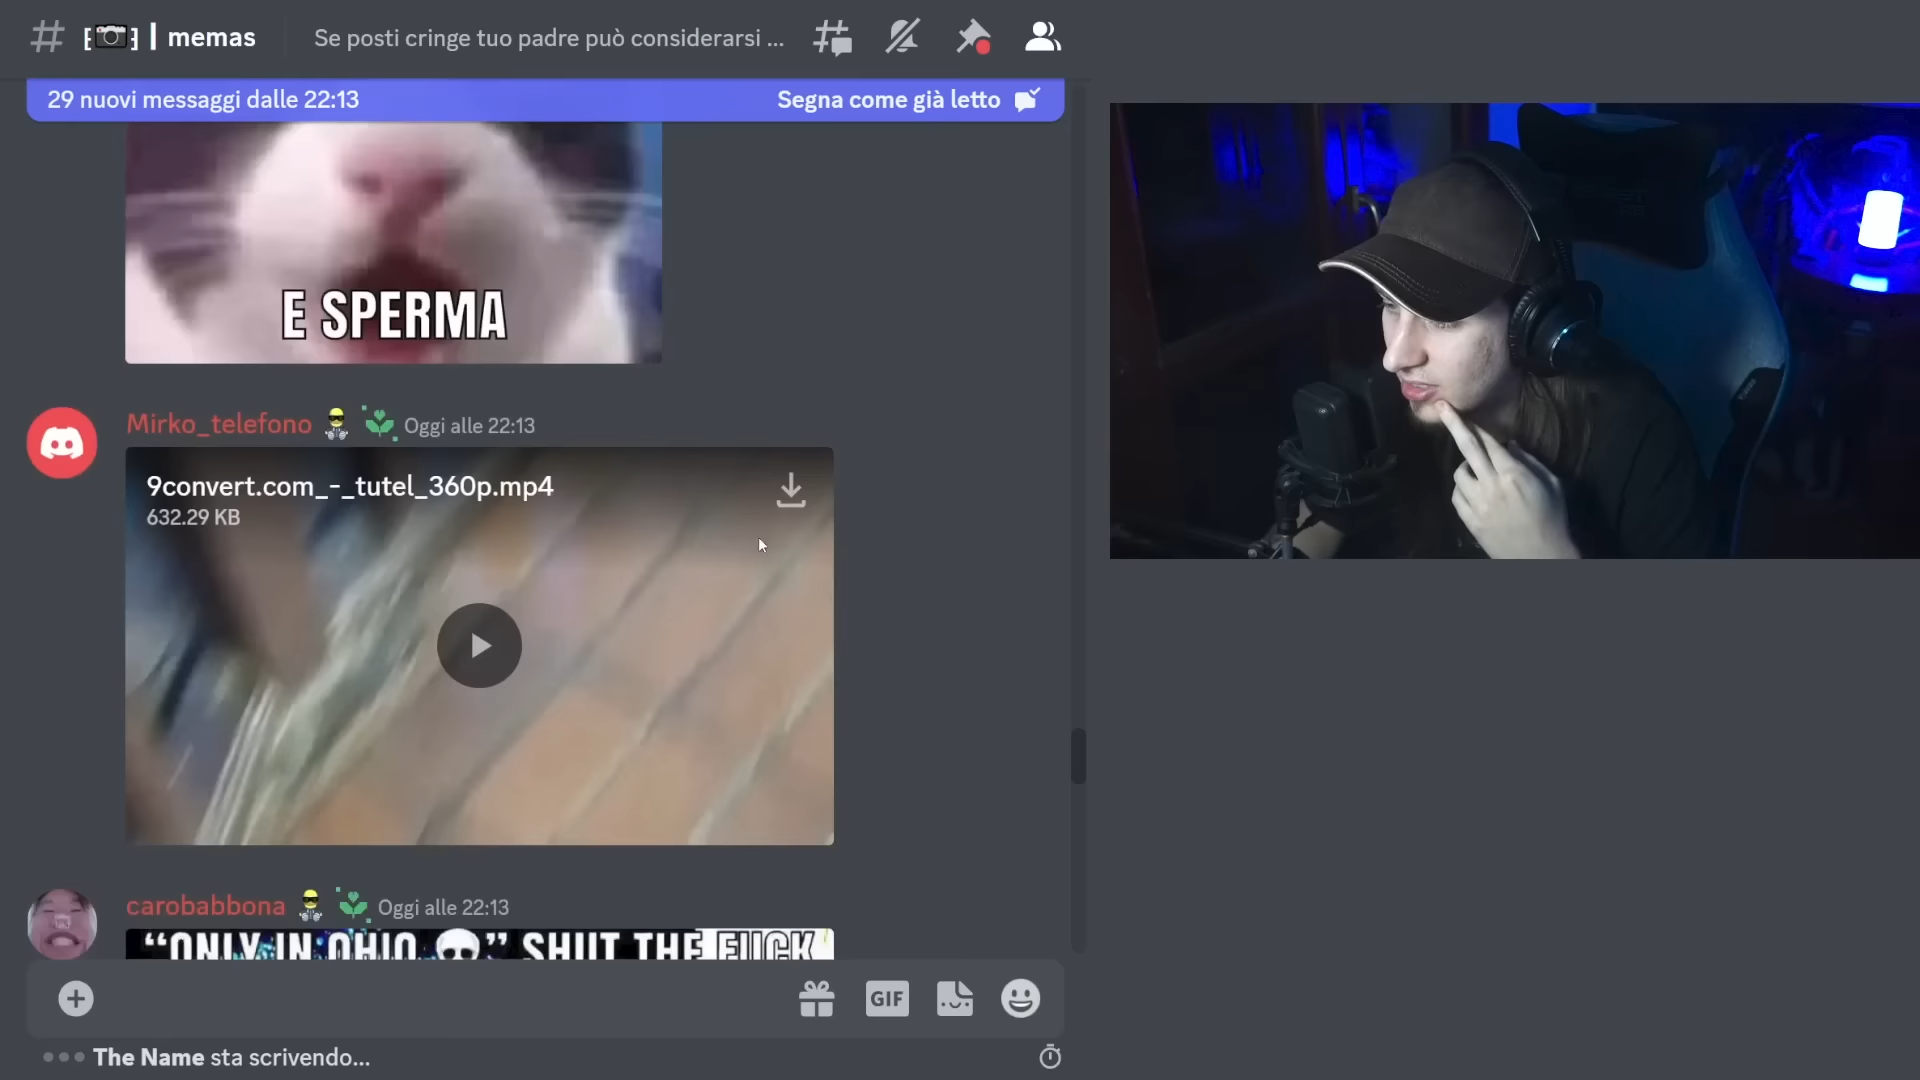 [📷] | memas
Se posti cringe tuo padre può considerarsi ...
29 nuovi messaggi dalle 22:13
Segna come già letto
E SPERMA
Mirko_telefono
Oggi alle 22:13
9convert.com_-_tutel_360p.mp4
632.29 KB
carobabbona
Oggi alle 22:13
“ONLY IN OHIO 💀” SHUT THE FUCK
GIF
The Name sta scrivendo...